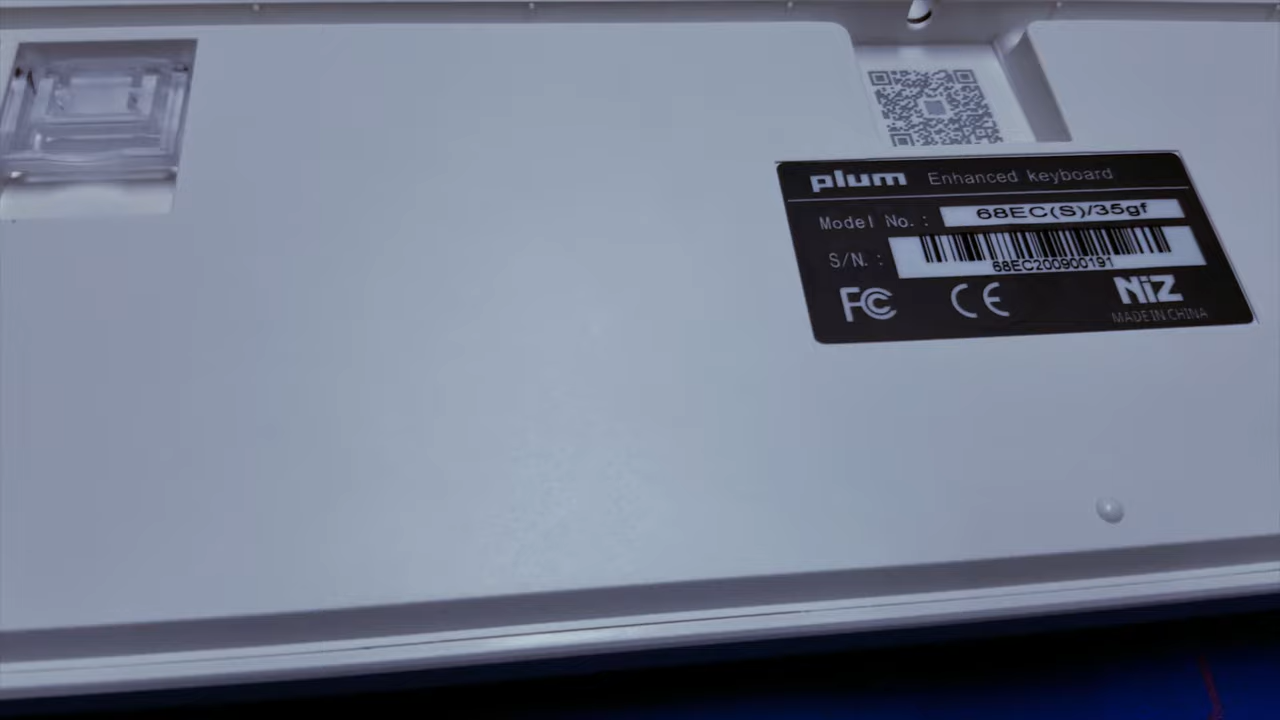 plum Enhanced keyboard
Model No.: 68EC(S)/35gf
S/N.:
68EC200900191
FC CE NiZ
MADE IN CHINA